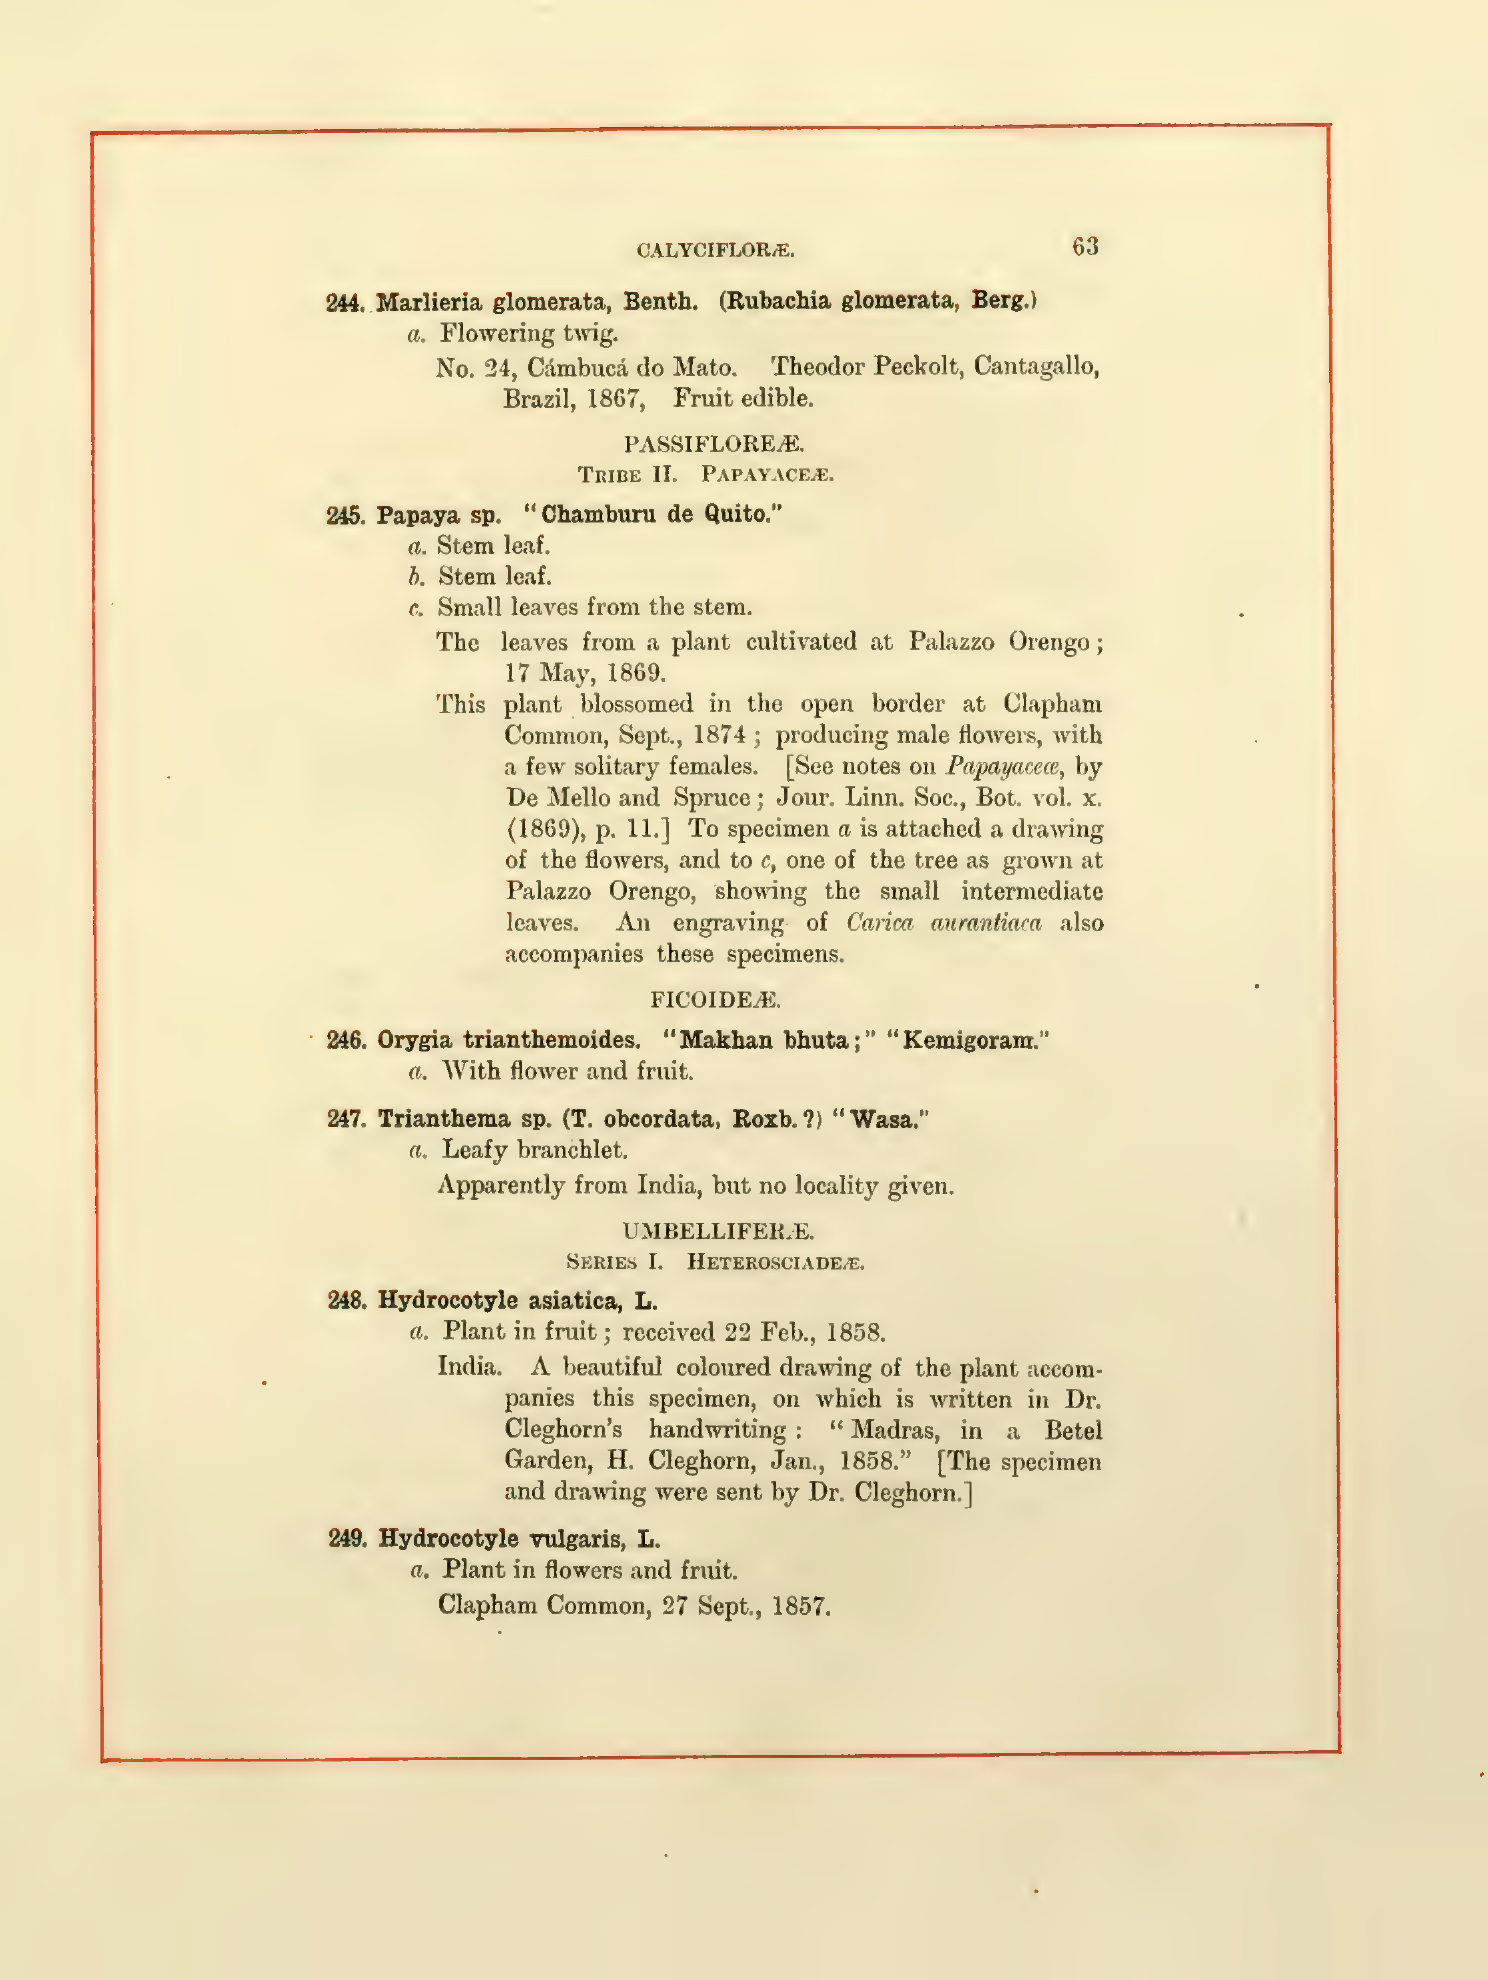 CALYCIFLORÆ. 63
244. Marlieria glomerata, Benth. (Rubachia glomerata, Berg.)
a. Flowering twig.
No. 24, Cámbucá do Mato. Theodor Peckolt, Cantagallo,
Brazil, 1867, Fruit edible.
PASSIFLOREÆ.
TRIBE II. PAPAYACEÆ.
245. Papaya sp. "Chamburu de Quito."
a. Stem leaf.
b. Stem leaf.
c. Small leaves from the stem.
The leaves from a plant cultivated at Palazzo Orengo ;
17 May, 1869.
This plant blossomed in the open border at Clapham
Common, Sept., 1874 ; producing male flowers, with
a few solitary females. [See notes on Papayaceæ, by
De Mello and Spruce ; Jour. Linn. Soc., Bot. vol. x.
(1869), p. 11.] To specimen a is attached a drawing
of the flowers, and to c, one of the tree as grown at
Palazzo Orengo, showing the small intermediate
leaves. An engraving of Carica aurantiaca also
accompanies these specimens.
FICOIDEÆ.
246. Orygia trianthemoides. "Makhan bhuta ;" "Kemigoram."
a. With flower and fruit.
247. Trianthema sp. (T. obcordata, Roxb. ?) "Wasa."
a. Leafy branchlet.
Apparently from India, but no locality given.
UMBELLIFERÆ.
SERIES I. HETEROSCIADEÆ.
248. Hydrocotyle asiatica, L.
a. Plant in fruit ; received 22 Feb., 1858.
India. A beautiful coloured drawing of the plant accom-
panies this specimen, on which is written in Dr.
Cleghorn's handwriting : "Madras, in a Betel
Garden, H. Cleghorn, Jan., 1858." [The specimen
and drawing were sent by Dr. Cleghorn.]
249. Hydrocotyle vulgaris, L.
a. Plant in flowers and fruit.
Clapham Common, 27 Sept., 1857.